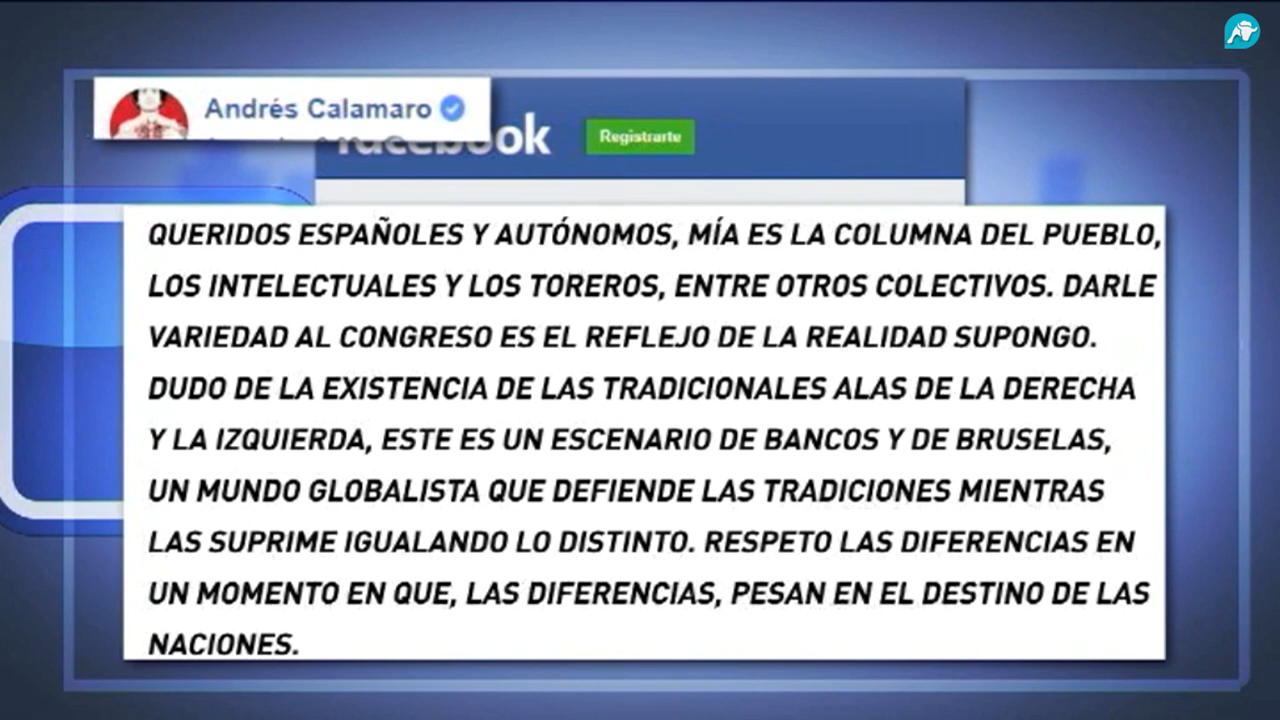 Andrés Calamaro
facebook
Registrarte
QUERIDOS ESPAÑOLES Y AUTÓNOMOS, MÍA ES LA COLUMNA DEL PUEBLO,
LOS INTELECTUALES Y LOS TOREROS, ENTRE OTROS COLECTIVOS. DARLE
VARIEDAD AL CONGRESO ES EL REFLEJO DE LA REALIDAD SUPONGO.
DUDO DE LA EXISTENCIA DE LAS TRADICIONALES ALAS DE LA DERECHA
Y LA IZQUIERDA, ESTE ES UN ESCENARIO DE BANCOS Y DE BRUSELAS,
UN MUNDO GLOBALISTA QUE DEFIENDE LAS TRADICIONES MIENTRAS
LAS SUPRIME IGUALANDO LO DISTINTO. RESPETO LAS DIFERENCIAS EN
UN MOMENTO EN QUE, LAS DIFERENCIAS, PESAN EN EL DESTINO DE LAS
NACIONES.